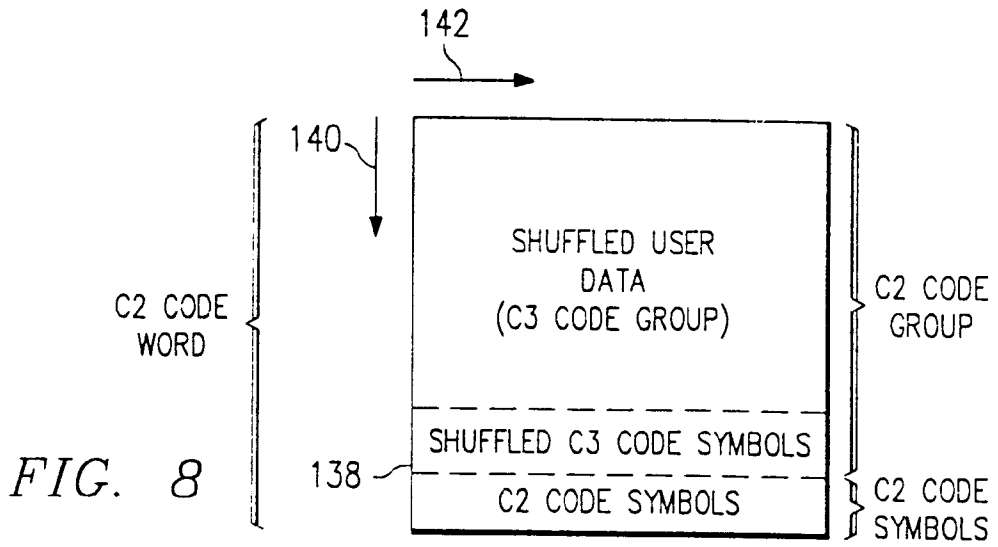 142
140
SHUFFLED USER
DATA
(C3 CODE GROUP)
C2 CODE
WORD
C2 CODE
GROUP
SHUFFLED C3 CODE SYMBOLS
138
C2 CODE SYMBOLS
C2 CODE
SYMBOLS
FIG. 8